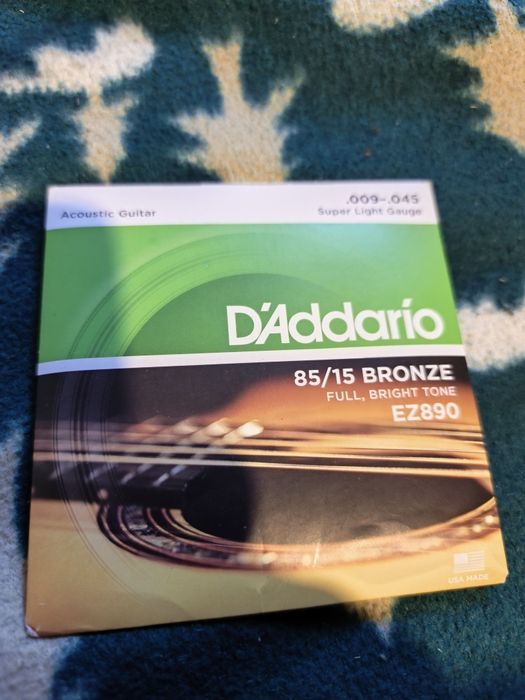 Acoustic Guitar
.009-.045
Super Light Gauge
D'Addario
85/15 BRONZE
FULL, BRIGHT TONE
EZ890
USA MADE